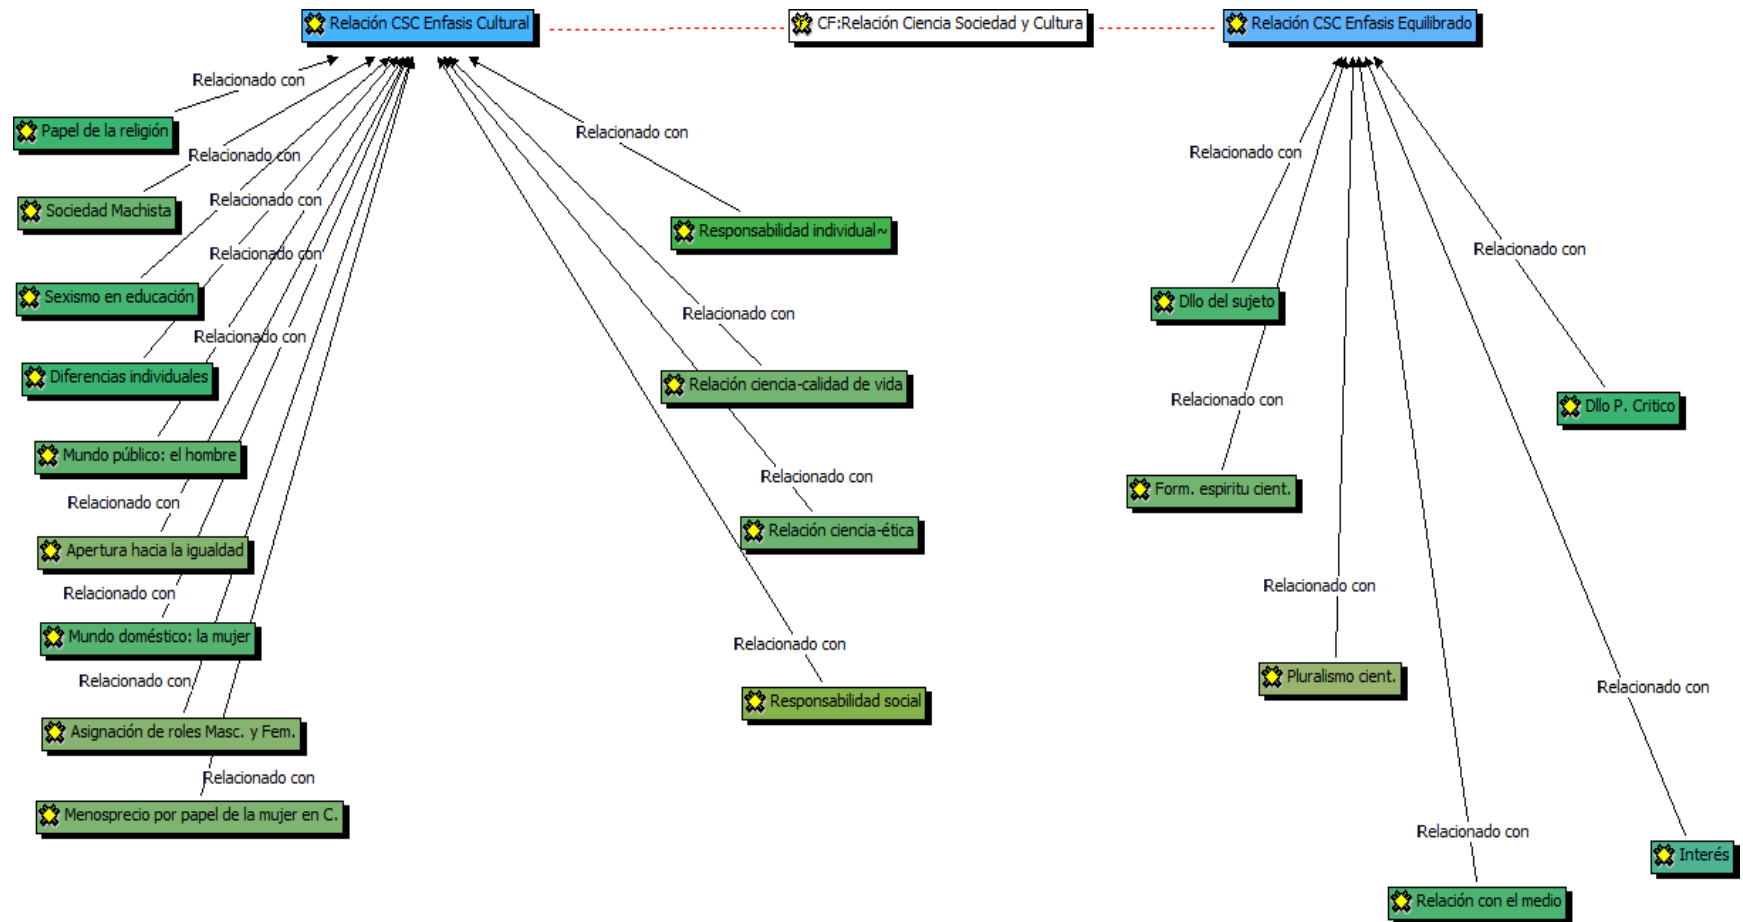 Relación CSC Enfasis Cultural
CF:Relación Ciencia Sociedad y Cultura
Relación CSC Enfasis Equilibrado
Relacionado con
Papel de la religión
Relacionado con
Sociedad Machista
Relacionado con
Sexismo en educación
Relacionado con
Diferencias individuales
Relacionado con
Mundo público: el hombre
Relacionado con
Apertura hacia la igualdad
Relacionado con
Mundo doméstico: la mujer
Relacionado con
Asignación de roles Masc. y Fem.
Relacionado con
Menosprecio por papel de la mujer en C.
Relacionado con
Responsabilidad individual~
Relacionado con
Relación ciencia-calidad de vida
Relacionado con
Relación ciencia-ética
Relacionado con
Responsabilidad social
Relacionado con
Dllo del sujeto
Relacionado con
Form. espiritu cient.
Relacionado con
Pluralismo cient.
Relacionado con
Relación con el medio
Relacionado con
Interés
Relacionado con
Dllo P. Critico